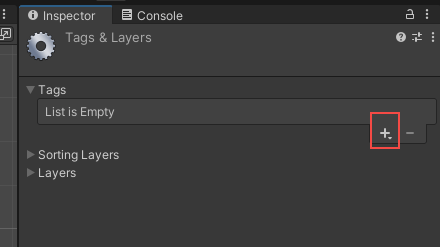 Inspector
Console
Tags & Layers
Tags
List is Empty
Sorting Layers
Layers